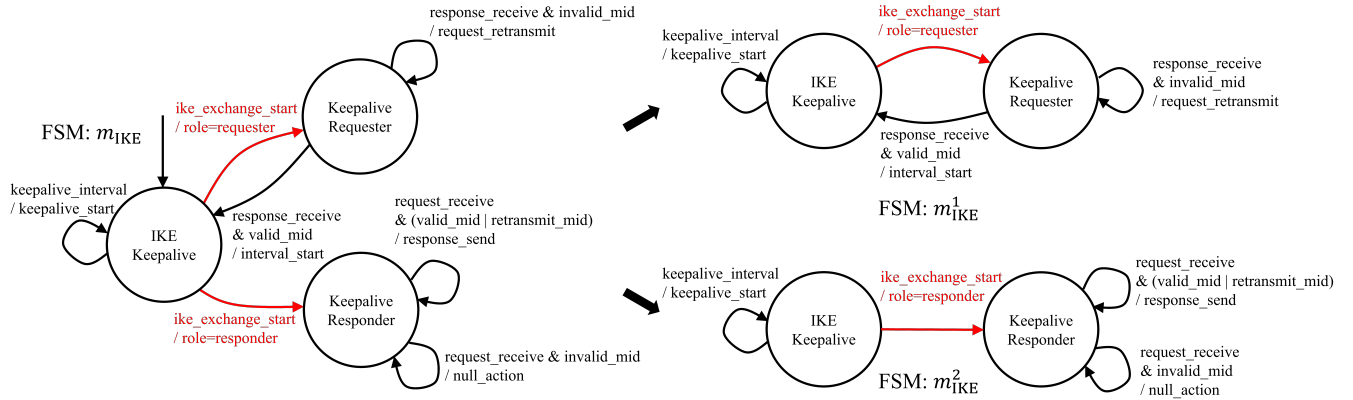 response_receive & invalid_mid
/ request_retransmit
ike_exchange_start
/ role=requester
Keepalive
Requester
FSM: m_IKE
keepalive_interval
/ keepalive_start
IKE
Keepalive
response_receive
& valid_mid
/ interval_start
request_receive
& (valid_mid | retransmit_mid)
/ response_send
Keepalive
Responder
ike_exchange_start
/ role=responder
request_receive & invalid_mid
/ null_action
ike_exchange_start
/ role=requester
keepalive_interval
/ keepalive_start
IKE
Keepalive
Keepalive
Requester
response_receive
& invalid_mid
/ request_retransmit
response_receive
& valid_mid
/ interval_start
FSM: m¹_IKE
keepalive_interval
/ keepalive_start
IKE
Keepalive
ike_exchange_start
/ role=responder
Keepalive
Responder
request_receive
& (valid_mid | retransmit_mid)
/ response_send
request_receive
& invalid_mid
/ null_action
FSM: m²_IKE